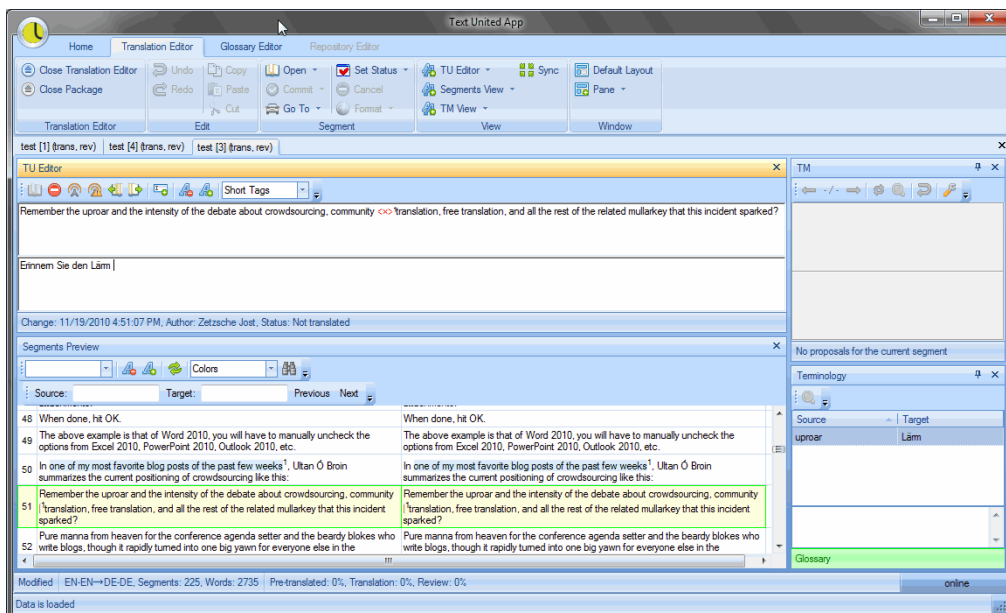 Text United App
Home Translation Editor Glossary Editor Repository Editor
Close Translation Editor Undo Copy Open Set Status TU Editor Sync Default Layout
Close Package Redo Paste Commit Cancel Segments View Pane
Cut Go To Format TM View
Translation Editor Edit Segment View Window
test [1] (trans, rev) test [4] (trans, rev) test [3] (trans, rev)
TU Editor
Short Tags
Remember the uproar and the intensity of the debate about crowdsourcing, community <×>'translation, free translation, and all the rest of the related mullarkey that this incident sparked?
Erinnern Sie den Lärm
Change: 11/19/2010 4:51:07 PM, Author: Zetzsche Jost, Status: Not translated
TM
-/-
No proposals for the current segment
Segments Preview
Colors
Source: Target: Previous Next
48 When done, hit OK. When done, hit OK.
49 The above example is that of Word 2010, you will have to manually uncheck the The above example is that of Word 2010, you will have to manually uncheck the
options from Excel 2010, PowerPoint 2010, Outlook 2010, etc. options from Excel 2010, PowerPoint 2010, Outlook 2010, etc.
50 In one of my most favorite blog posts of the past few weeks¹, Ultan Ó Broin In one of my most favorite blog posts of the past few weeks¹, Ultan Ó Broin
summarizes the current positioning of crowdsourcing like this: summarizes the current positioning of crowdsourcing like this:
51 Remember the uproar and the intensity of the debate about crowdsourcing, community Remember the uproar and the intensity of the debate about crowdsourcing, community
¹'translation, free translation, and all the rest of the related mullarkey that this incident ¹'translation, free translation, and all the rest of the related mullarkey that this incident
sparked? sparked?
52 Pure manna from heaven for the conference agenda setter and the beardy blokes who Pure manna from heaven for the conference agenda setter and the beardy blokes who
write blogs, though it rapidly turned into one big yawn for everyone else in the write blogs, though it rapidly turned into one big yawn for everyone else in the
Terminology
Source Target
uproar Lärm
Glossary
Modified EN-EN→DE-DE, Segments: 225, Words: 2735 Pre-translated: 0%, Translation: 0%, Review: 0% online
Data is loaded